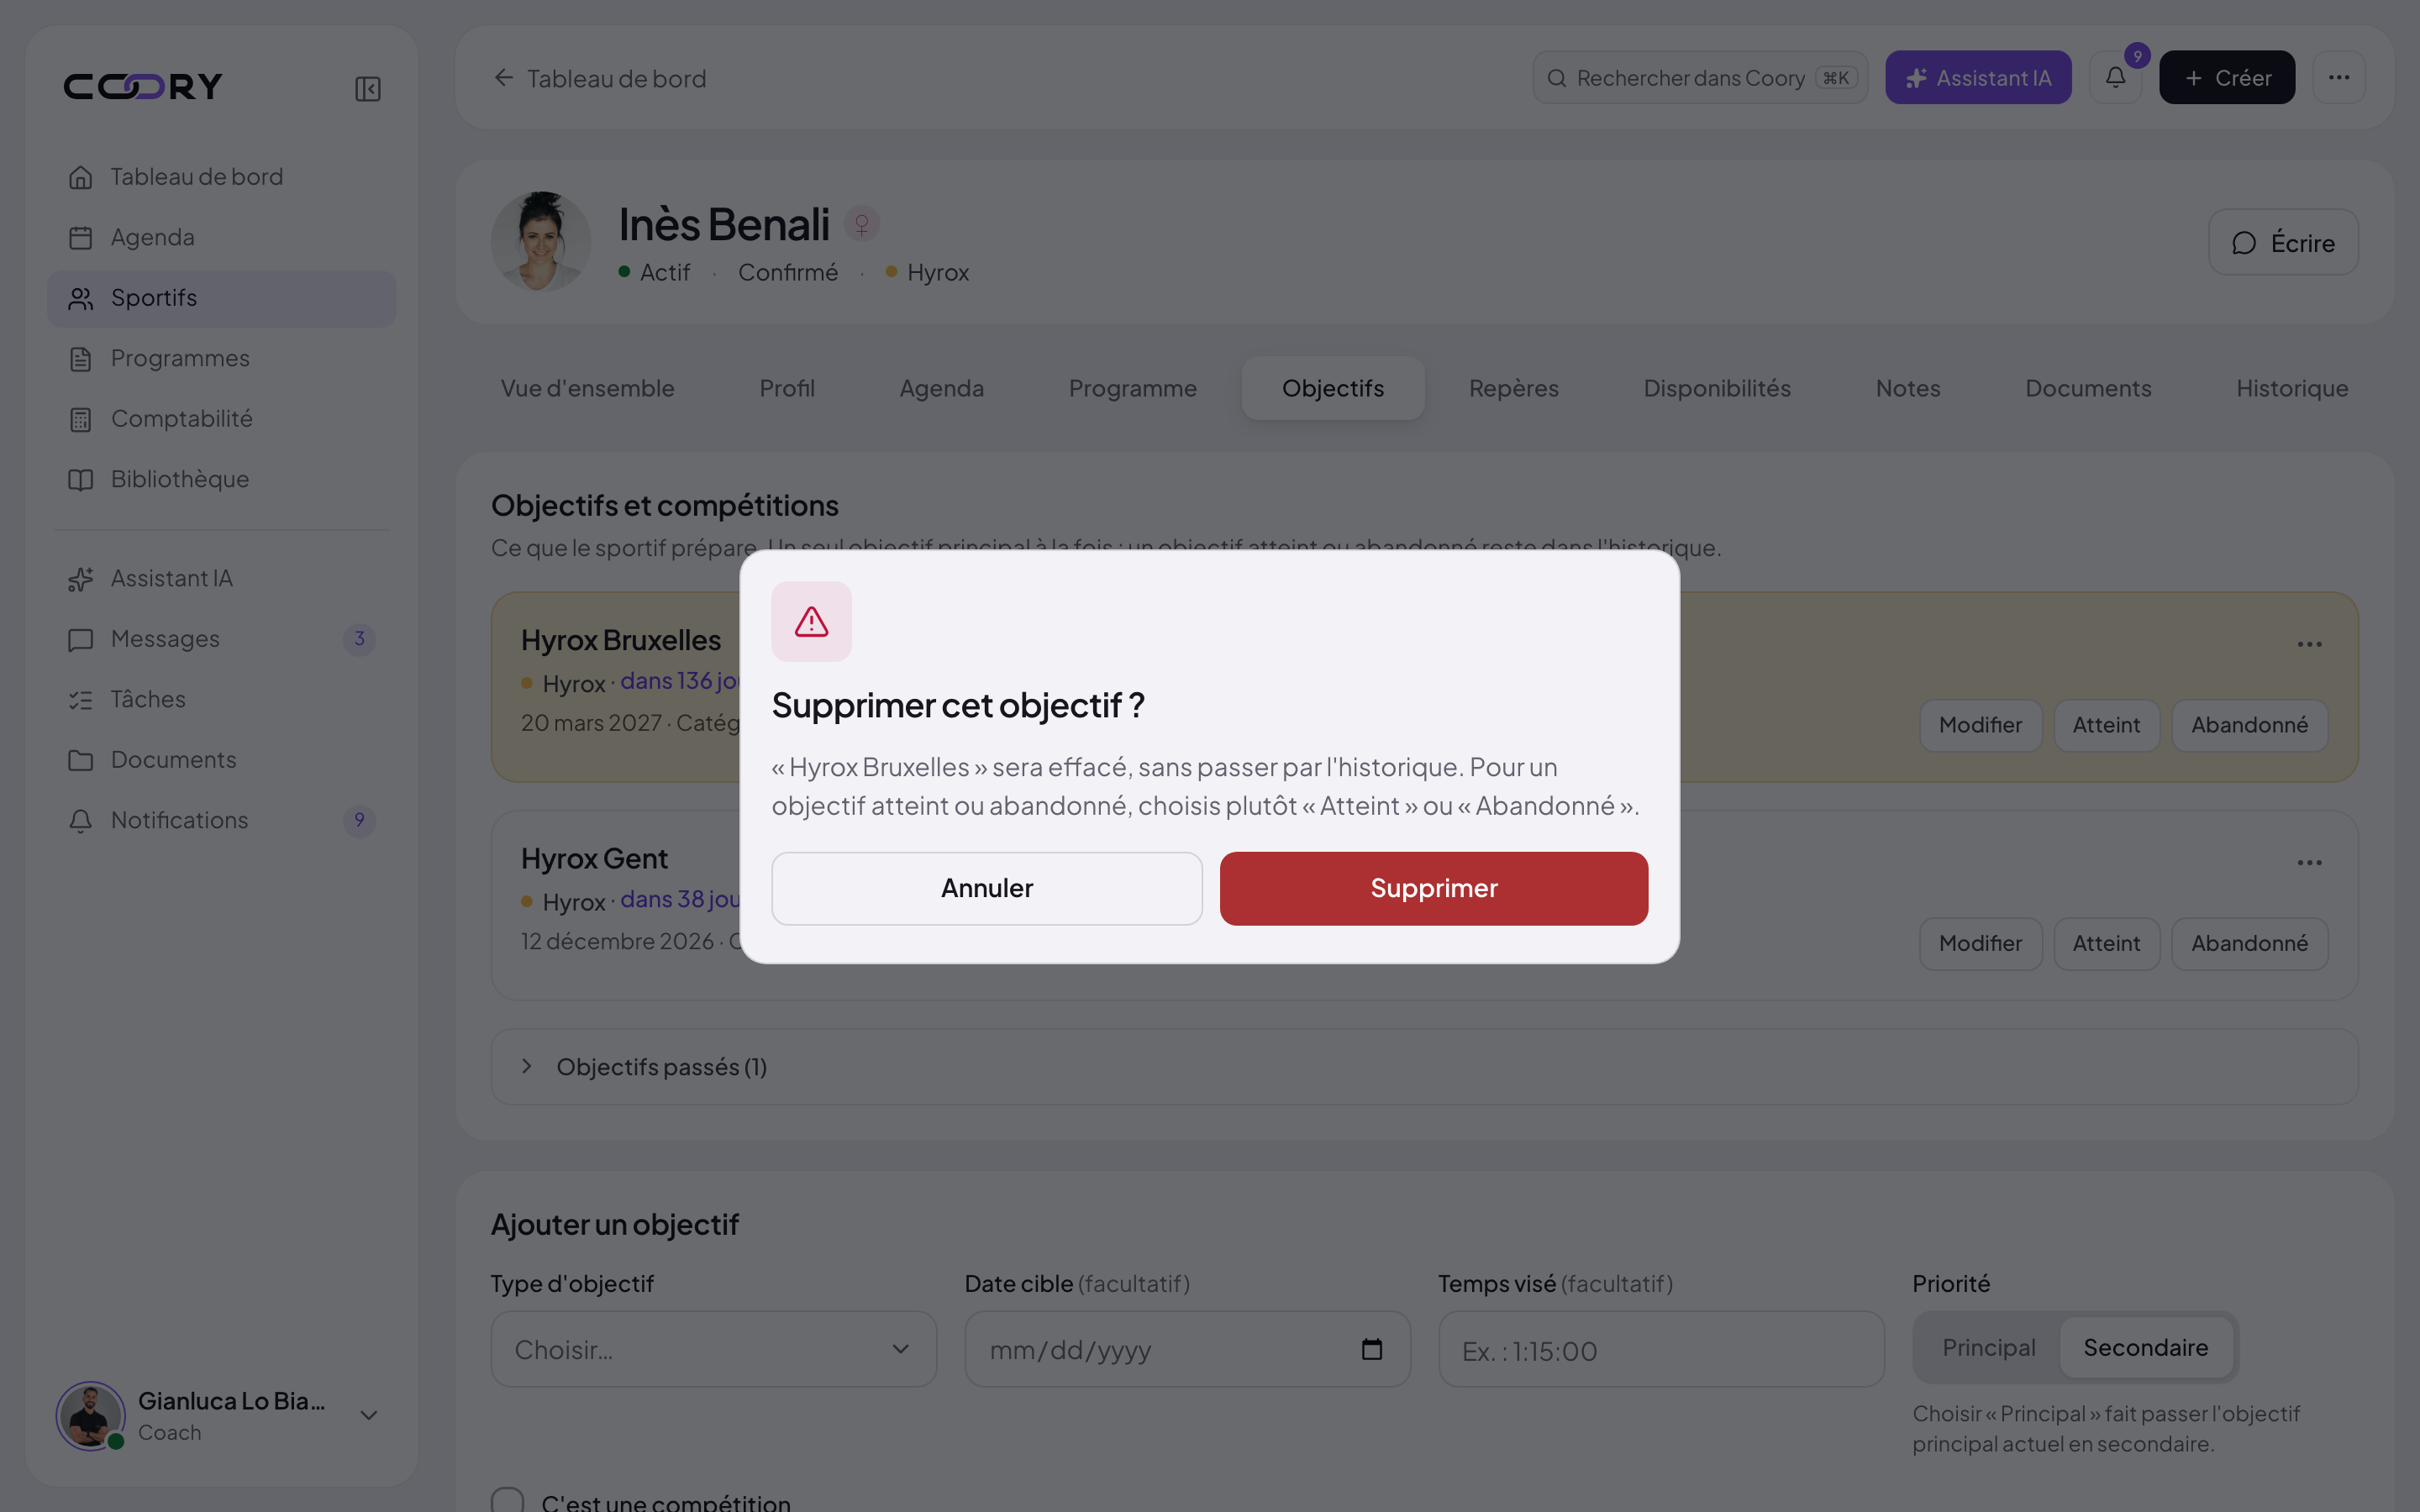 COORY
Tableau de bord
Agenda
Sportifs
Programmes
Comptabilité
Bibliothèque
Assistant IA
Messages 3
Tâches
Documents
Notifications 9
Gianluca Lo Bia...
Coach
Tableau de bord
Rechercher dans Coory ⌘K
Assistant IA
9
Créer
Inès Benali
Actif · Confirmé · Hyrox
Écrire
Vue d'ensemble
Profil
Agenda
Programme
Objectifs
Repères
Disponibilités
Notes
Documents
Historique
Objectifs et compétitions
Ce que le sportif prépare. Un seul objectif principal à la fois : un objectif atteint ou abandonné reste dans l'historique.
Hyrox Bruxelles
Hyrox · dans 136 jou
20 mars 2027 · Catég
Modifier
Atteint
Abandonné
Supprimer cet objectif ?
« Hyrox Bruxelles » sera effacé, sans passer par l'historique. Pour un
objectif atteint ou abandonné, choisis plutôt « Atteint » ou « Abandonné ».
Annuler
Supprimer
Hyrox Gent
Hyrox · dans 38 jou
12 décembre 2026 ·
Modifier
Atteint
Abandonné
Objectifs passés (1)
Ajouter un objectif
Type d'objectif
Choisir...
Date cible (facultatif)
mm/dd/yyyy
Temps visé (facultatif)
Ex. : 1:15:00
Priorité
Principal
Secondaire
Choisir « Principal » fait passer l'objectif
principal actuel en secondaire.
C'est une compétition